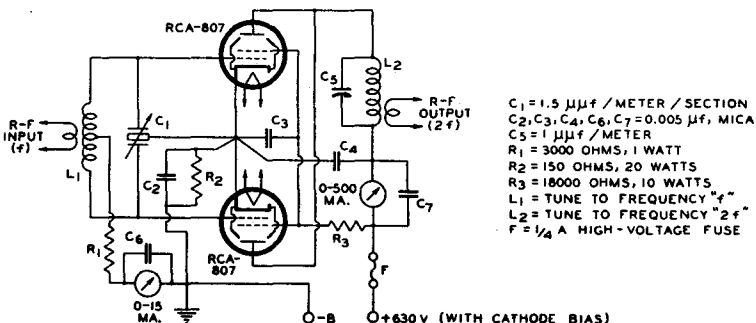 RCA-807
L2
C5
R-F
INPUT
(f)
C1
C3
R-F
OUTPUT
(2f)
L1
C2
R2
C4
0-500
MA.
C7
R1
C6
RCA-
807
R3
0-15
MA.
F
-B
+630 V (WITH CATHODE BIAS)
C1 = 1.5 µµf / METER / SECTION
C2, C3, C4, C6, C7 = 0.005 µf, MICA
C5 = 1 µµf / METER
R1 = 3000 OHMS, 1 WATT
R2 = 150 OHMS, 20 WATTS
R3 = 18000 OHMS, 10 WATTS
L1 = TUNE TO FREQUENCY "f"
L2 = TUNE TO FREQUENCY "2f"
F = 1/4 A HIGH-VOLTAGE FUSE